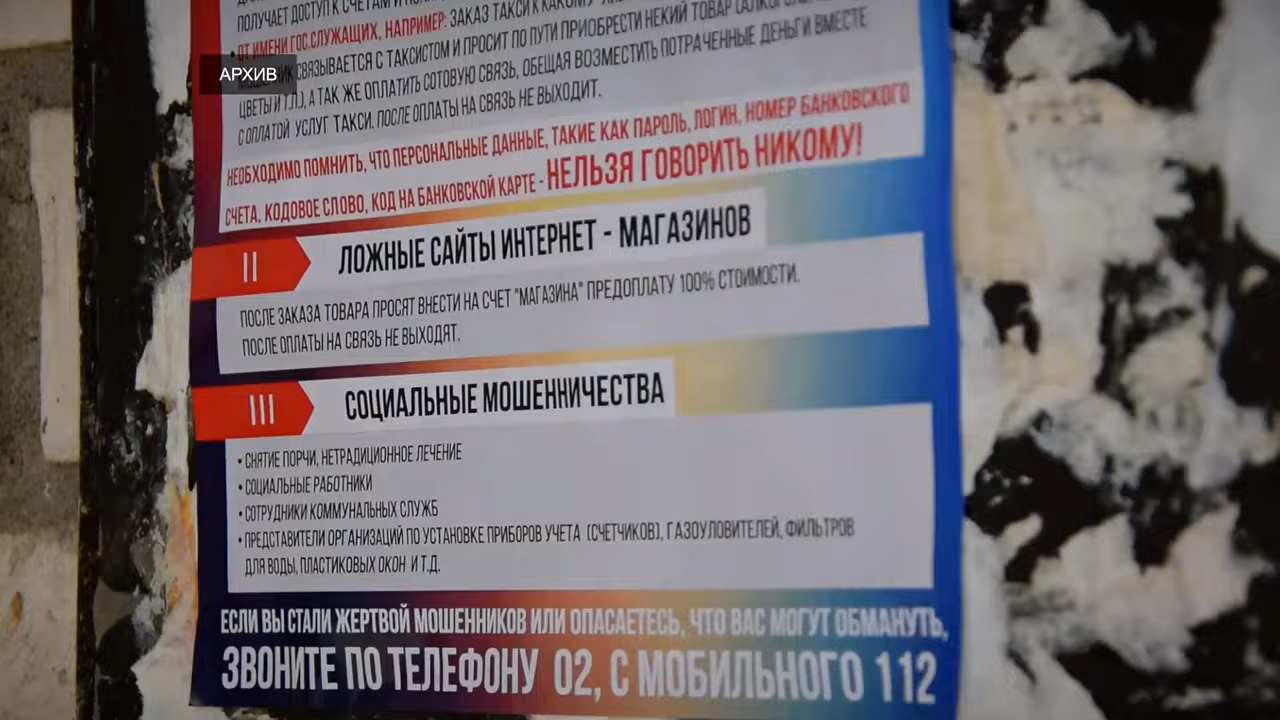 ПОЛУЧАЕТ ДОСТУП К СЧЕТАМ И
• ОТ ИМЕНИ ГОС.СЛУЖАЩИХ, НАПРИМЕР: ЗАКАЗ ТАКСИ К КАКОМУ
АРХИВ
СВЯЗЫВАЕТСЯ С ТАКСИСТОМ И ПРОСИТ ПО ПУТИ ПРИОБРЕСТИ НЕКИЙ ТОВАР
ЦВЕТЫ И Т.П.), А ТАК ЖЕ ОПЛАТИТЬ СОТОВУЮ СВЯЗЬ, ОБЕЩАЯ ВОЗМЕСТИТЬ ПОТРАЧЕННЫЕ ДЕНЬГИ ВМЕСТЕ
С ОПЛАТОЙ УСЛУГ ТАКСИ. ПОСЛЕ ОПЛАТЫ НА СВЯЗЬ НЕ ВЫХОДИТ.
НЕОБХОДИМО ПОМНИТЬ, ЧТО ПЕРСОНАЛЬНЫЕ ДАННЫЕ, ТАКИЕ КАК ПАРОЛЬ, ЛОГИН, НОМЕР БАНКОВСКОГО
СЧЕТА, КОДОВОЕ СЛОВО, КОД НА БАНКОВСКОЙ КАРТЕ - НЕЛЬЗЯ ГОВОРИТЬ НИКОМУ!
II ЛОЖНЫЕ САЙТЫ ИНТЕРНЕТ - МАГАЗИНОВ
ПОСЛЕ ЗАКАЗА ТОВАРА ПРОСЯТ ВНЕСТИ НА СЧЕТ "МАГАЗИНА" ПРЕДОПЛАТУ 100% СТОИМОСТИ.
ПОСЛЕ ОПЛАТЫ НА СВЯЗЬ НЕ ВЫХОДЯТ.
III СОЦИАЛЬНЫЕ МОШЕННИЧЕСТВА
• СНЯТИЕ ПОРЧИ, НЕТРАДИЦИОННОЕ ЛЕЧЕНИЕ
• СОЦИАЛЬНЫЕ РАБОТНИКИ
• СОТРУДНИКИ КОММУНАЛЬНЫХ СЛУЖБ
• ПРЕДСТАВИТЕЛИ ОРГАНИЗАЦИЙ ПО УСТАНОВКЕ ПРИБОРОВ УЧЕТА (СЧЕТЧИКОВ), ГАЗОУЛОВИТЕЛЕЙ, ФИЛЬТРОВ
ДЛЯ ВОДЫ, ПЛАСТИКОВЫХ ОКОН И Т.Д.
ЕСЛИ ВЫ СТАЛИ ЖЕРТВОЙ МОШЕННИКОВ ИЛИ ОПАСАЕТЕСЬ, ЧТО ВАС МОГУТ ОБМАНУТЬ,
ЗВОНИТЕ ПО ТЕЛЕФОНУ 02, С МОБИЛЬНОГО 112